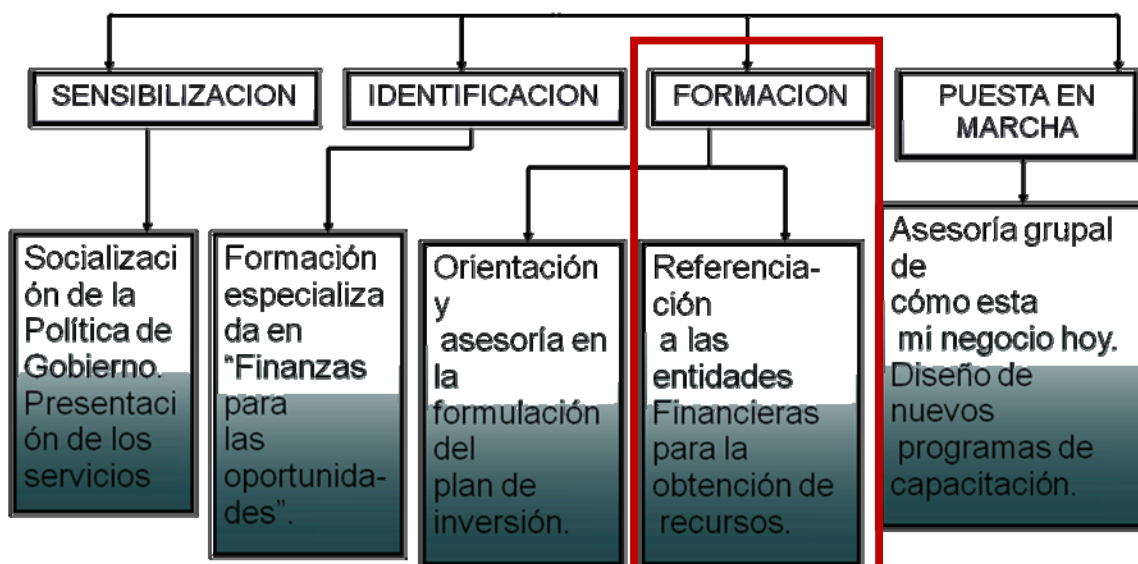 SENSIBILIZACION
IDENTIFICACION
FORMACION
PUESTA EN
MARCHA
Socializaci
ón de la
Política de
Gobierno.
Presentaci
ón de los
servicios
Formación
especializa
da en
"Finanzas
para
las
oportunida-
des".
Orientación
y
asesoría en
la
formulación
del
plan de
inversión.
Referencia-
ción
a las
entidades
Financieras
para la
obtención de
recursos.
Asesoría grupal
de
cómo esta
mi negocio hoy.
Diseño de
nuevos
programas de
capacitación.